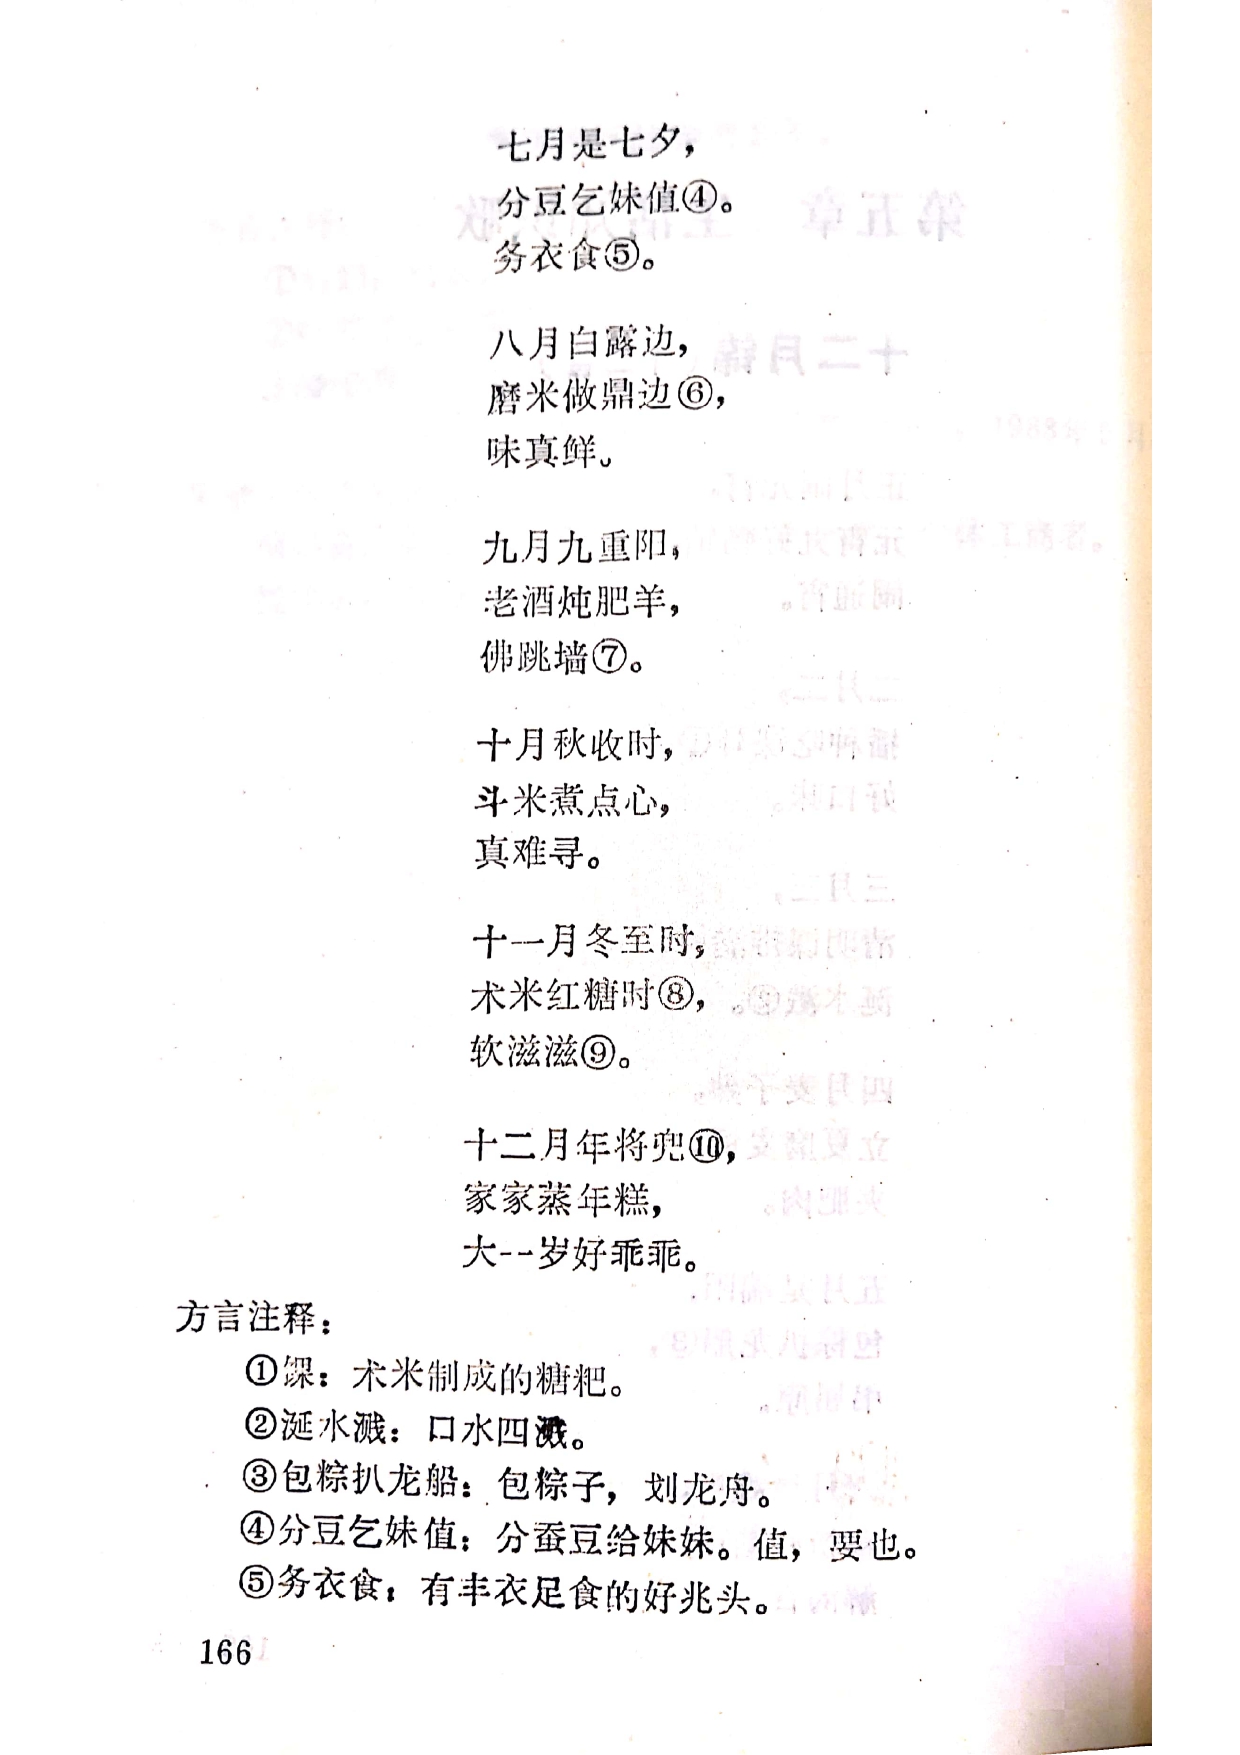 七月是七夕，
分豆乞妹值④。
务衣食⑤。
八月白露边，
磨米做鼎边⑥，
味真鲜。
九月九重阳，
老酒炖肥羊，
佛跳墙⑦。
十月秋收时，
斗米煮点心，
真难寻。
十一月冬至时，
术米红糖时⑧，
软滋滋⑨。
十二月年将兜⑩，
家家蒸年糕，
大一岁好乖乖。
方言注释：
①馃：术米制成的糖粑。
②涎水溅：口水四溅。
③包粽扒龙船：包粽子，划龙舟。
④分豆乞妹值：分蚕豆给妹妹。值，要也。
⑤务衣食：有丰衣足食的好兆头。
166